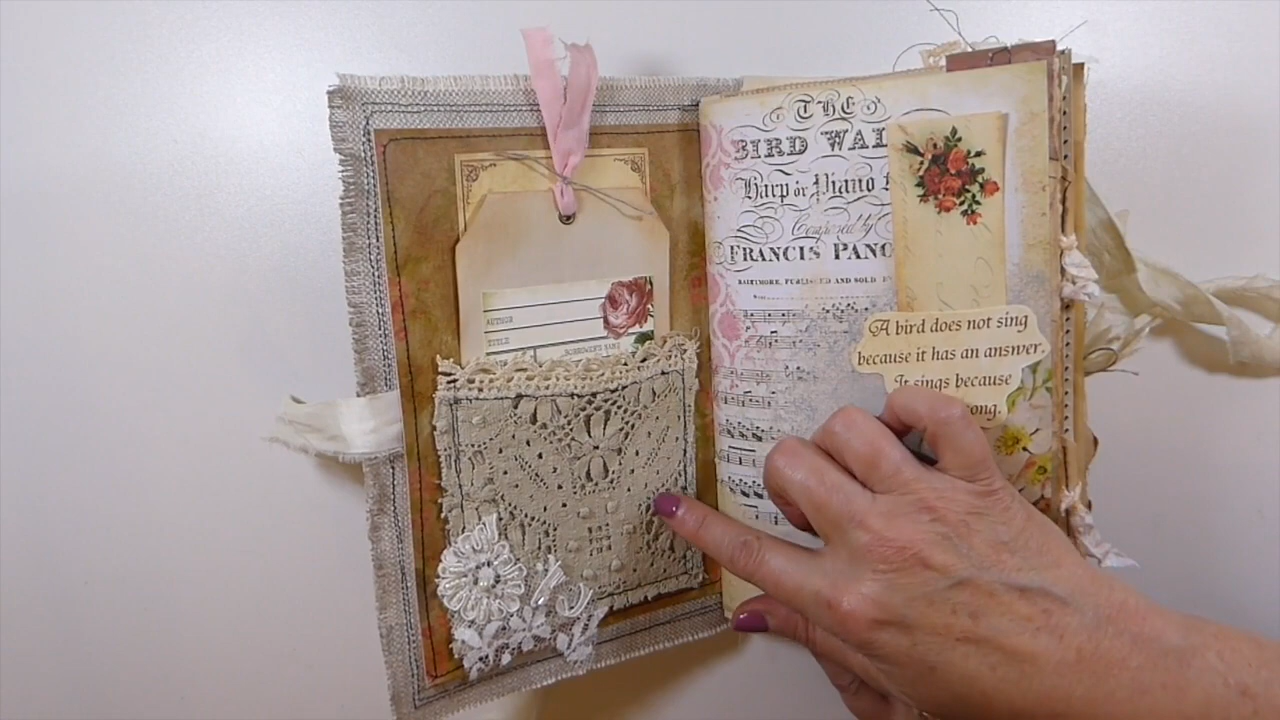 AUTHOR
TITLE
BORROWER'S NAME
THE
BIRD WAL
Harp or Piano
Composed by
FRANCIS PANO
BALTIMORE, PUBLISHED AND SOLD
A bird does not sing
because it has an answer.
It sings because
song.